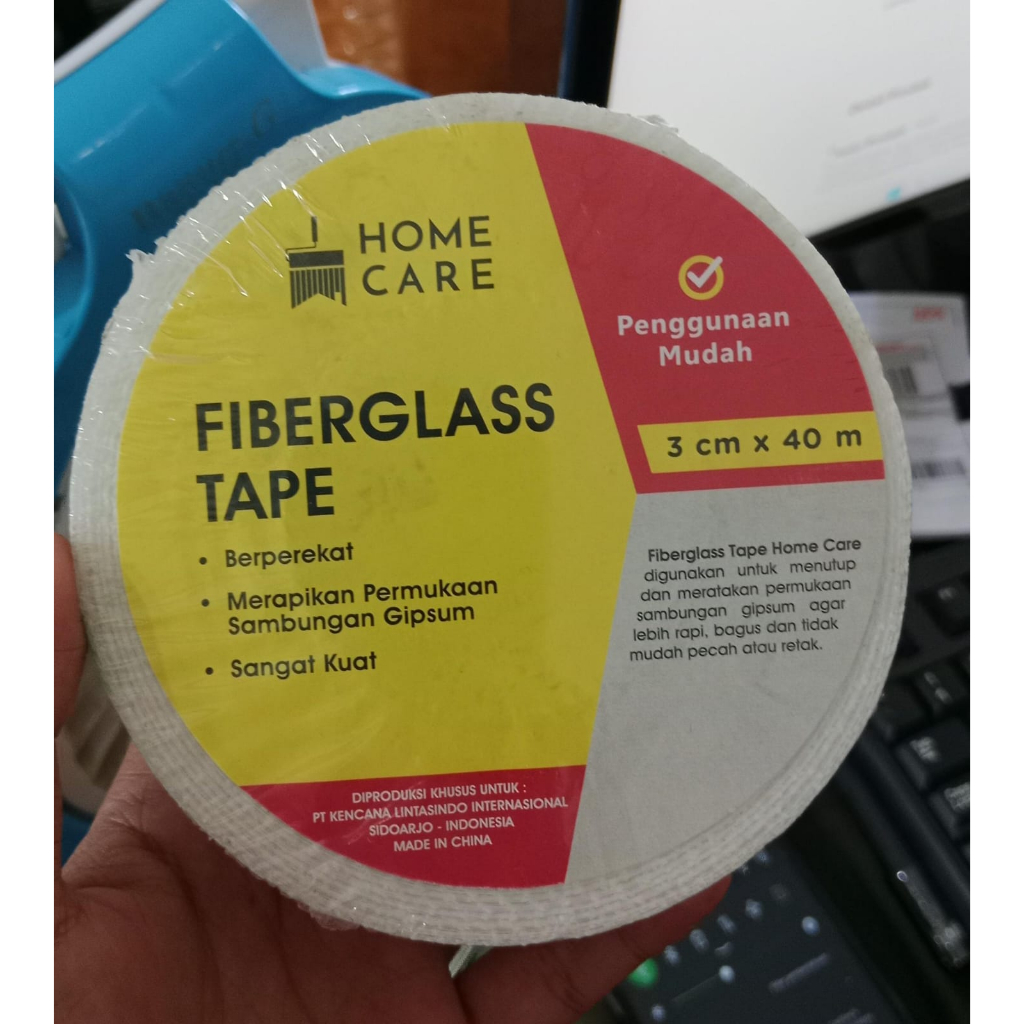 HOME
CARE
FIBERGLASS
TAPE
• Berperekat
• Merapikan Permukaan
Sambungan Gipsum
• Sangat Kuat
Penggunaan
Mudah
3 cm x 40 m
Fiberglass Tape Home Care
digunakan untuk menutup
dan meratakan permukaan
sambungan gipsum agar
lebih rapi, bagus dan tidak
mudah pecah atau retak.
DIPRODUKSI KHUSUS UNTUK :
PT KENCANA LINTASINDO INTERNASIONAL
SIDOARJO - INDONESIA
MADE IN CHINA